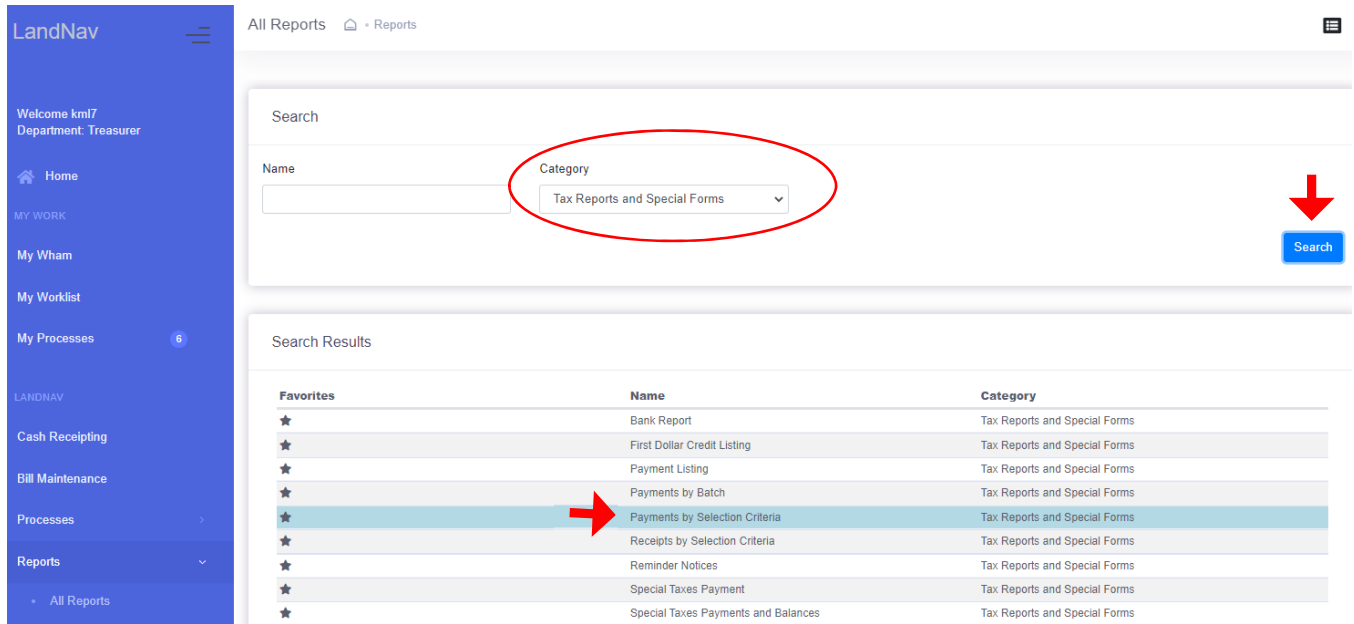 LandNav
All Reports • Reports
Welcome kml7
Department: Treasurer
Home
MY WORK
My Wham
My Worklist
My Processes 6
LANDNAV
Cash Receipting
Bill Maintenance
Processes
Reports
• All Reports
Search
Name Category
Tax Reports and Special Forms
Search
Search Results
Favorites Name Category
Bank Report Tax Reports and Special Forms
First Dollar Credit Listing Tax Reports and Special Forms
Payment Listing Tax Reports and Special Forms
Payments by Batch Tax Reports and Special Forms
Payments by Selection Criteria Tax Reports and Special Forms
Receipts by Selection Criteria Tax Reports and Special Forms
Reminder Notices Tax Reports and Special Forms
Special Taxes Payment Tax Reports and Special Forms
Special Taxes Payments and Balances Tax Reports and Special Forms